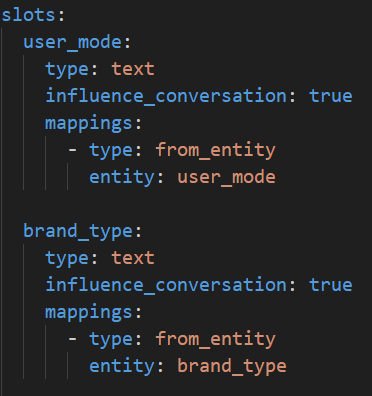 slots:
  user_mode:
    type: text
    influence_conversation: true
    mappings:
      - type: from_entity
        entity: user_mode

  brand_type:
    type: text
    influence_conversation: true
    mappings:
      - type: from_entity
        entity: brand_type